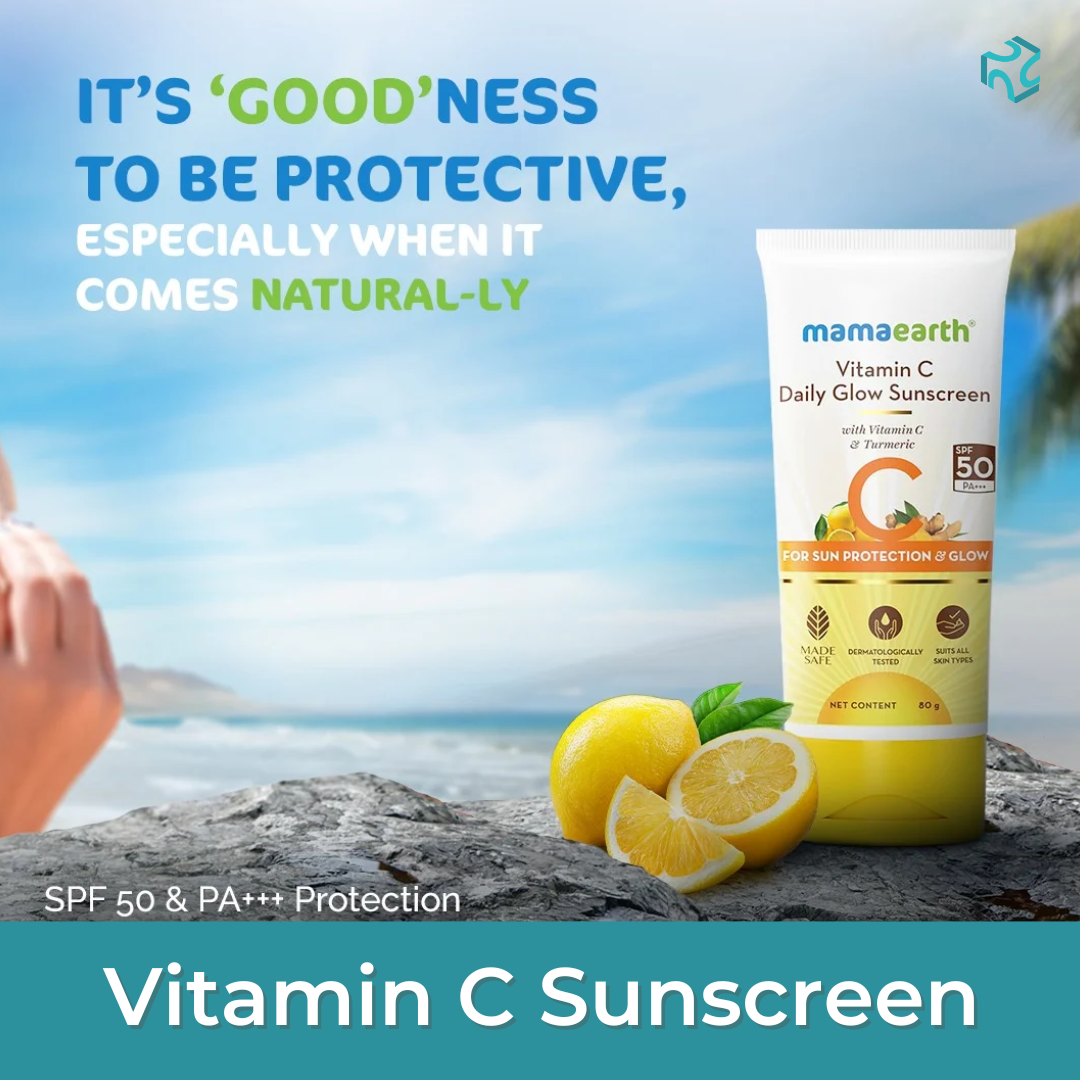 IT'S ‘GOOD’NESS
TO BE PROTECTIVE,
ESPECIALLY WHEN IT
COMES NATURAL-LY
mamaearth®
Vitamin C
Daily Glow Sunscreen
with Vitamin C
& Turmeric
SPF
50
PA+++
C
FOR SUN PROTECTION & GLOW
MADE
SAFE
DERMATOLOGICALLY
TESTED
SUITS ALL
SKIN TYPES
NET CONTENT 80 g
SPF 50 & PA+++ Protection
Vitamin C Sunscreen